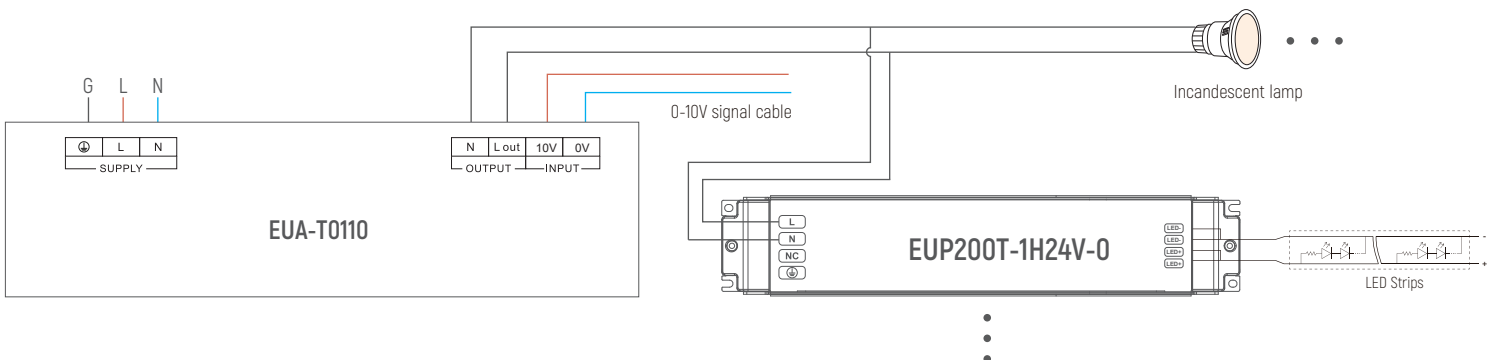 G L N
0-10V signal cable
Incandescent lamp
⏚ L N
SUPPLY
N L out 10V 0V
OUTPUT INPUT
EUA-T0110
L
N
NC
⏚
EUP200T-1H24V-0
LED-
LED-
LED+
LED+
-
+
LED Strips